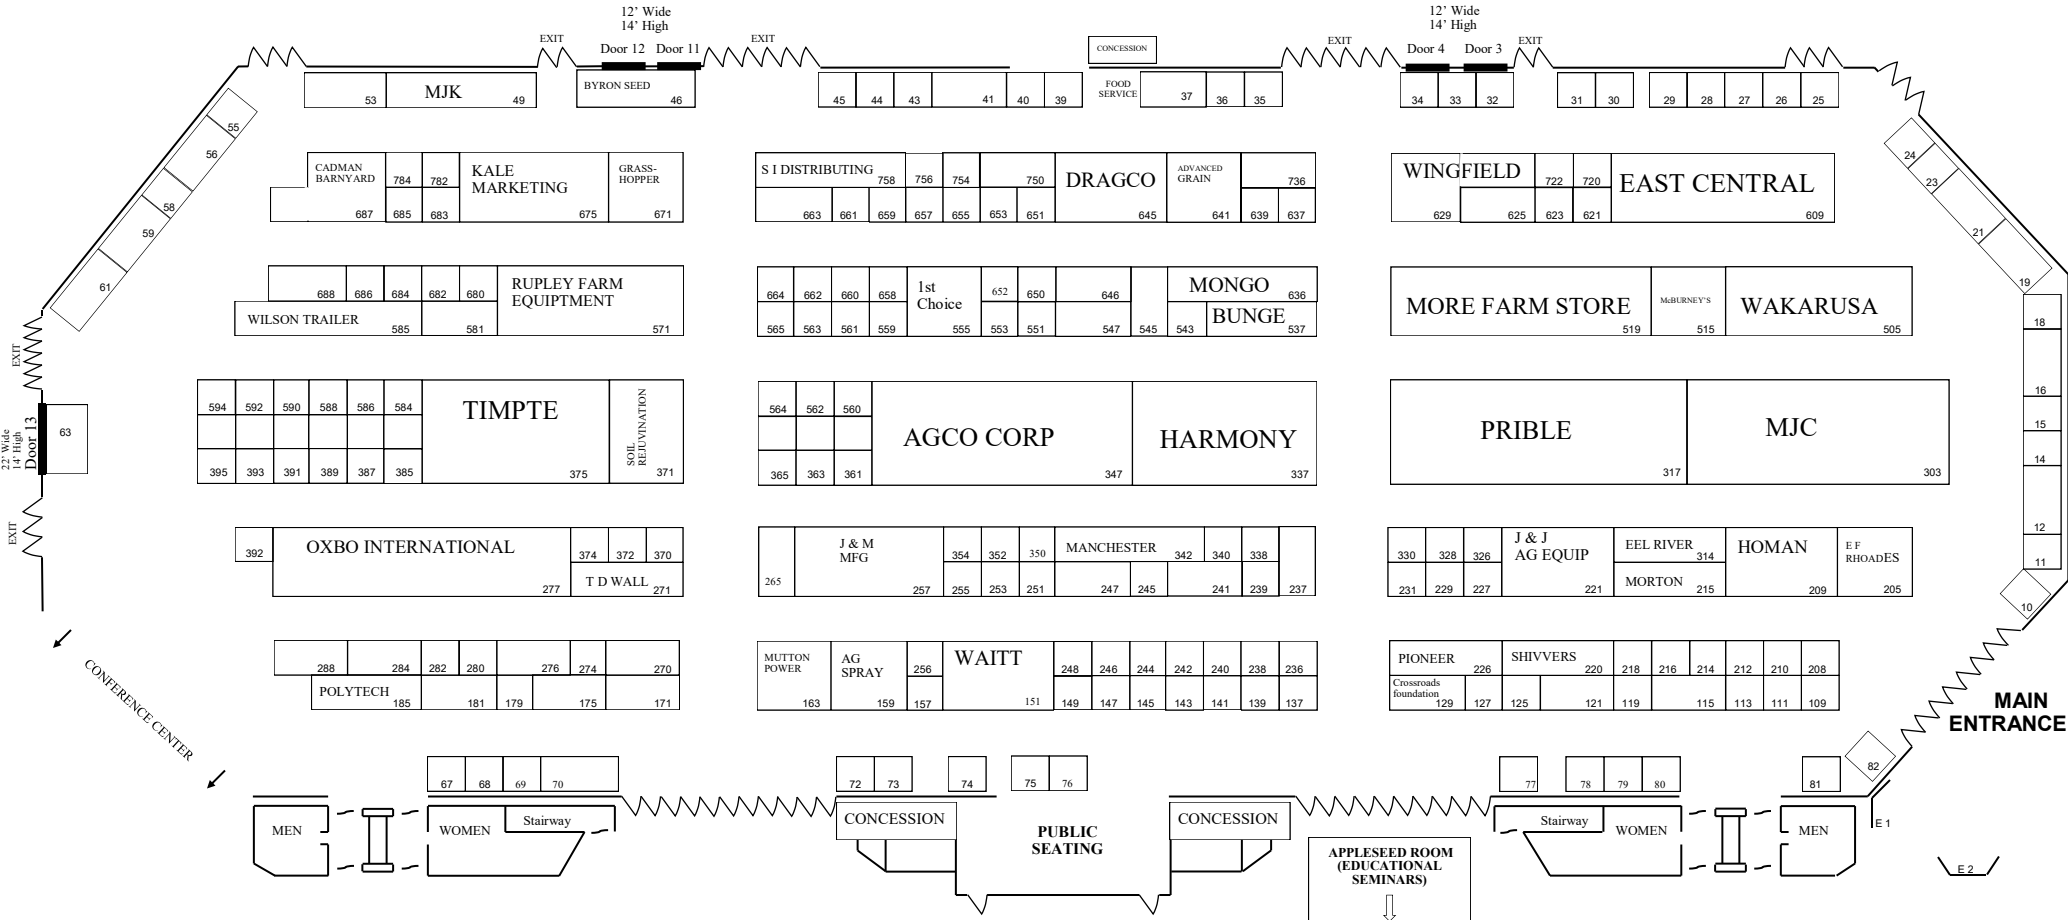 12’ Wide
14’ High
12’ Wide
14’ High
EXIT
Door 12 Door 11
EXIT
CONCESSION
EXIT
Door 4 Door 3
EXIT
53 MJK 49
BYRON SEED
46
45 44 43 41 40 39
FOOD
SERVICE
37 36 35
34 33 32
31 30
29 28 27 26 25
55
56
58
59
61
24
23
21
19
CADMAN
BARNYARD
784 782
KALE
MARKETING
GRASS-
HOPPER
687 685 683 675 671
S I DISTRIBUTING
758 756 754 750
DRAGCO
ADVANCED
GRAIN
736
663 661 659 657 655 653 651 645 641 639 637
WINGFIELD
722 720
EAST CENTRAL
629 625 623 621 609
688 686 684 682 680
RUPLEY FARM
EQUIPTMENT
WILSON TRAILER
585 581 571
664 662 660 658
1st
Choice
652 650 646
MONGO
636
565 563 561 559 555 553 551 547 545 543
BUNGE
537
MORE FARM STORE
519
McBURNEY'S
515
WAKARUSA
505
18
16
15
14
12
11
10
EXIT
22’ Wide
14’ High
Door 13
63
EXIT
594 592 590 588 586 584
TIMPTE
SOIL
REJUVINATION
395 393 391 389 387 385 375 371
564 562 560
AGCO CORP
HARMONY
365 363 361 347 337
PRIBLE
317
MJC
303
392
OXBO INTERNATIONAL
374 372 370
277
T D WALL
271
265
J & M
MFG
354 352 350
MANCHESTER
342 340 338
257 255 253 251 247 245 241 239 237
330 328 326
J & J
AG EQUIP
EEL RIVER
314
HOMAN
E F
RHOADES
231 229 227 221
MORTON
215 209 205
288 284 282 280 276 274 270
POLYTECH
185 181 179 175 171
MUTTON
POWER
AG
SPRAY
256
WAITT
248 246 244 242 240 238 236
163 159 157 151 149 147 145 143 141 139 137
PIONEER
226
SHIVVERS
220 218 216 214 212 210 208
Crossroads
foundation
129 127 125 121 119 115 113 111 109
CONFERENCE CENTER
MAIN
ENTRANCE
67 68 69 70
72 73 74 75 76
77 78 79 80 81
82
MEN
WOMEN
Stairway
CONCESSION
PUBLIC
SEATING
CONCESSION
APPLESEED ROOM
(EDUCATIONAL
SEMINARS)
Stairway
WOMEN
MEN
E 1
E 2